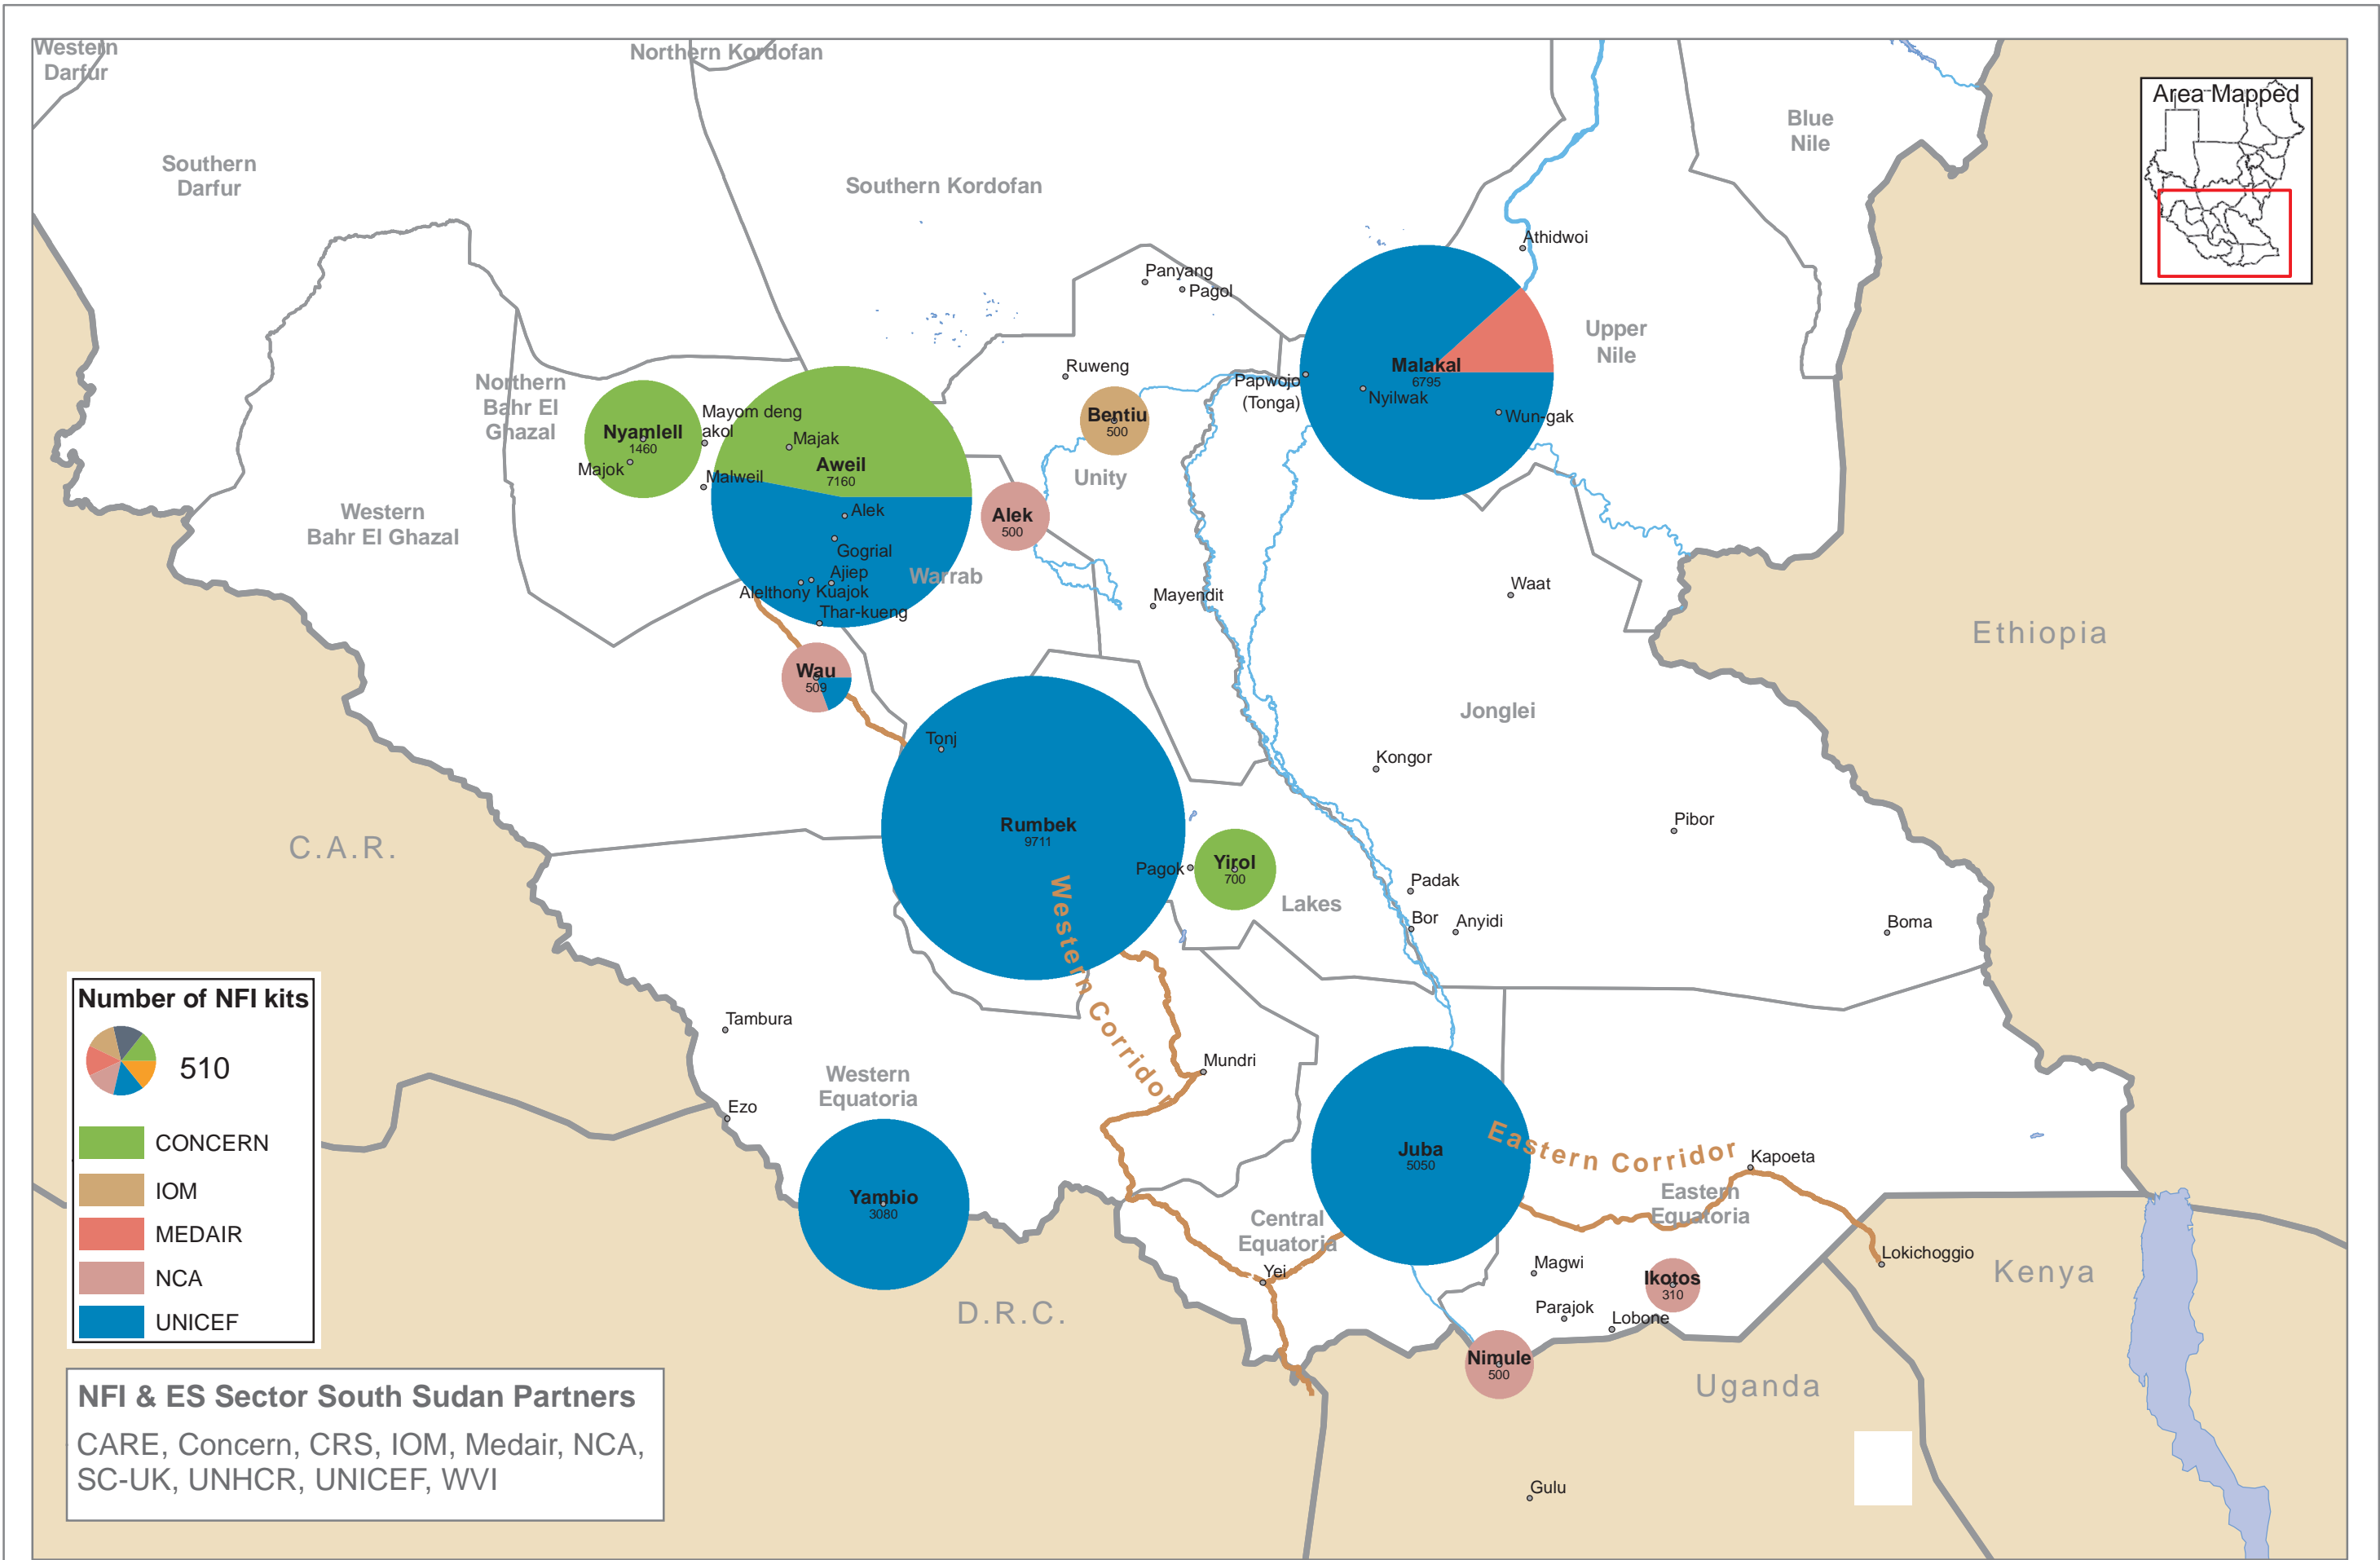 Western
Darfur
Northern Kordofan
Southern
Darfur
Southern Kordofan
Blue
Nile
Area Mapped
Athidwoi
Panyang
Pagol
Upper
Nile
Ruweng
Malakal
6795
Papwojo
(Tonga)
Nyilwak
Wun-gak
Northern
Bahr El
Ghazal
Nyamlell
1460
Majok
Mayom deng
akol
Majak
Aweil
7160
Malweil
Bentiu
500
Unity
Alek
500
Alek
Gogrial
Ajiep
Alelthony Kuajok
Thar-kueng
Warrab
Western
Bahr El Ghazal
Mayendit
Waat
Ethiopia
Wau
509
Tonj
Jonglei
Kongor
Rumbek
9711
Pibor
C.A.R.
Pagok
Yirol
700
Lakes
Padak
Bor
Anyidi
Boma
Western Corridor
Tambura
Mundri
Western
Equatoria
Ezo
Yambio
3080
Juba
5050
Eastern Corridor
Kapoeta
Eastern
Equatoria
Central
Equatoria
Yei
Magwi
Ikotos
310
Lokichoggio
Kenya
Parajok
Lobone
Nimule
500
D.R.C.
Uganda
Gulu
Number of NFI kits
510
CONCERN
IOM
MEDAIR
NCA
UNICEF
NFI & ES Sector South Sudan Partners
CARE, Concern, CRS, IOM, Medair, NCA,
SC-UK, UNHCR, UNICEF, WVI